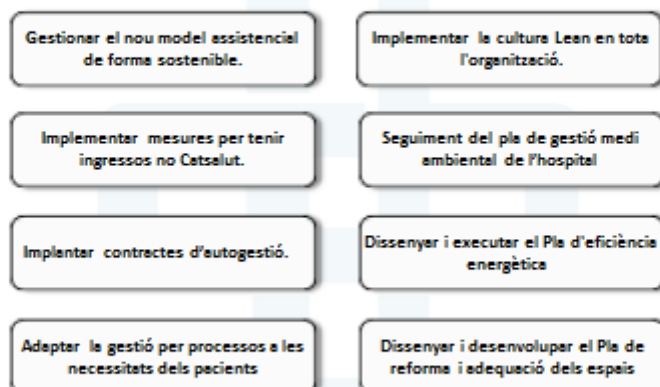 Gestionar el nou model assistencial
de forma sostenible.
Implementar la cultura Lean en tota
l'organització.
Implementar mesures per tenir
ingressos no Catsalut.
Seguiment del pla de gestió medi
ambiental de l'hospital
Implantar contractes d'autogestió.
Dissenyar i executar el Pla d'eficiència
energètica
Adaptar la gestió per processos a les
necessitats dels pacients
Dissenyar i desenvolupar el Pla de
reforma i adequació dels espais